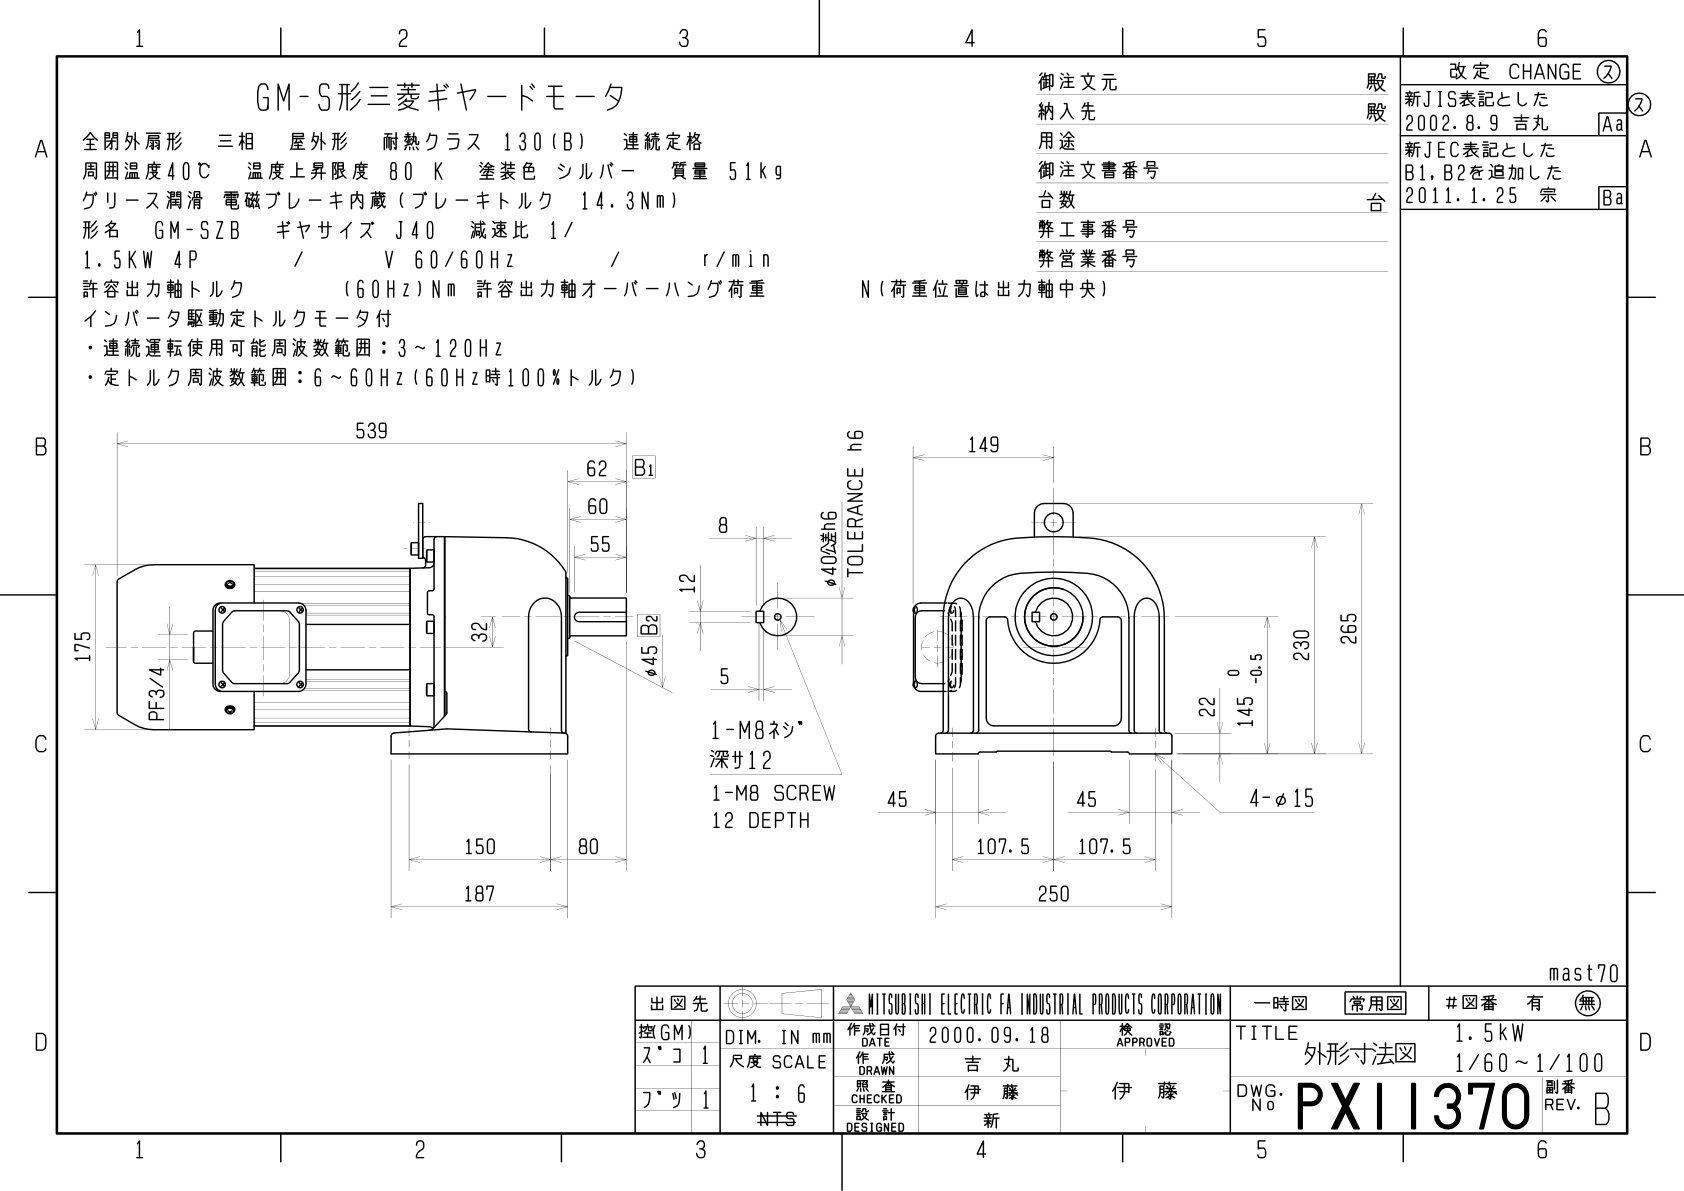 1 2 3 4 5 6
GM-S形三菱ギヤードモータ
全閉外扇形 三相 屋外形 耐熱クラス 130(B) 連続定格
周囲温度40℃ 温度上昇限度 80 K 塗装色 シルバー 質量 51kg
グリース潤滑 電磁ブレーキ内蔵(ブレーキトルク 14.3Nm)
形名 GM-SZB ギヤサイズ J40 減速比 1/
1.5KW 4P / V 60/60Hz / r/min
許容出力軸トルク (60Hz)Nm 許容出力軸オーバーハング荷重 N(荷重位置は出力軸中央)
インバータ駆動定トルクモータ付
・連続運転使用可能周波数範囲：3～120Hz
・定トルク周波数範囲：6～60Hz(60Hz時100%トルク)
御注文元 殿
納入先 殿
用途
御注文書番号
台数 台
弊工事番号
弊営業番号
改定 CHANGE ス
新JIS表記とした
2002.8.9 吉丸 Aa
ス
新JEC表記とした
B1,B2を追加した
2011.1.25 宗 Ba
A A
B B
C C
D D
539
62 B1
60
55
175
PF3/4
32
B2
φ45
150 80
187
8
12
5
φ40公差h6
TOLERANCE h6
1-M8ネジ
深サ12
1-M8 SCREW
12 DEPTH
149
265
230
145 0 -0.5
22
45 45
4-φ15
107.5 107.5
250
mast70
出図先
控(GM)
ズコ 1
ブツ 1
DIM. IN mm
尺度 SCALE
1 : 6
NTS
MITSUBISHI ELECTRIC FA INDUSTRIAL PRODUCTS CORPORATION
作成日付 DATE 2000.09.18
作成 DRAWN 吉丸
照査 CHECKED 伊藤
設計 DESIGNED 新
検認 APPROVED
伊藤
一時図 常用図 #図番 有 無
TITLE 外形寸法図
1.5kW
1/60～1/100
DWG. No PX11370
副番 REV. B
1 2 3 4 5 6